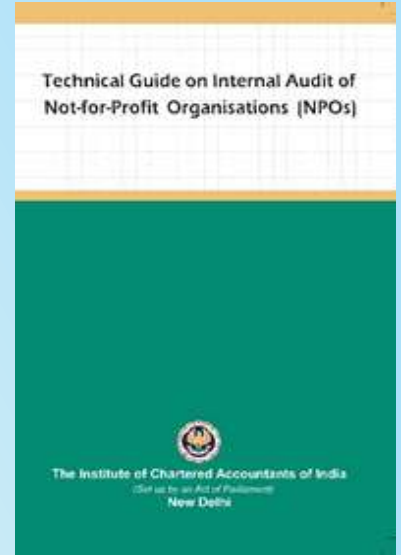 Technical Guide on Internal Audit of
Not-for-Profit Organisations (NPOs)
The Institute of Chartered Accountants of India
(Set up by an Act of Parliament)
New Delhi